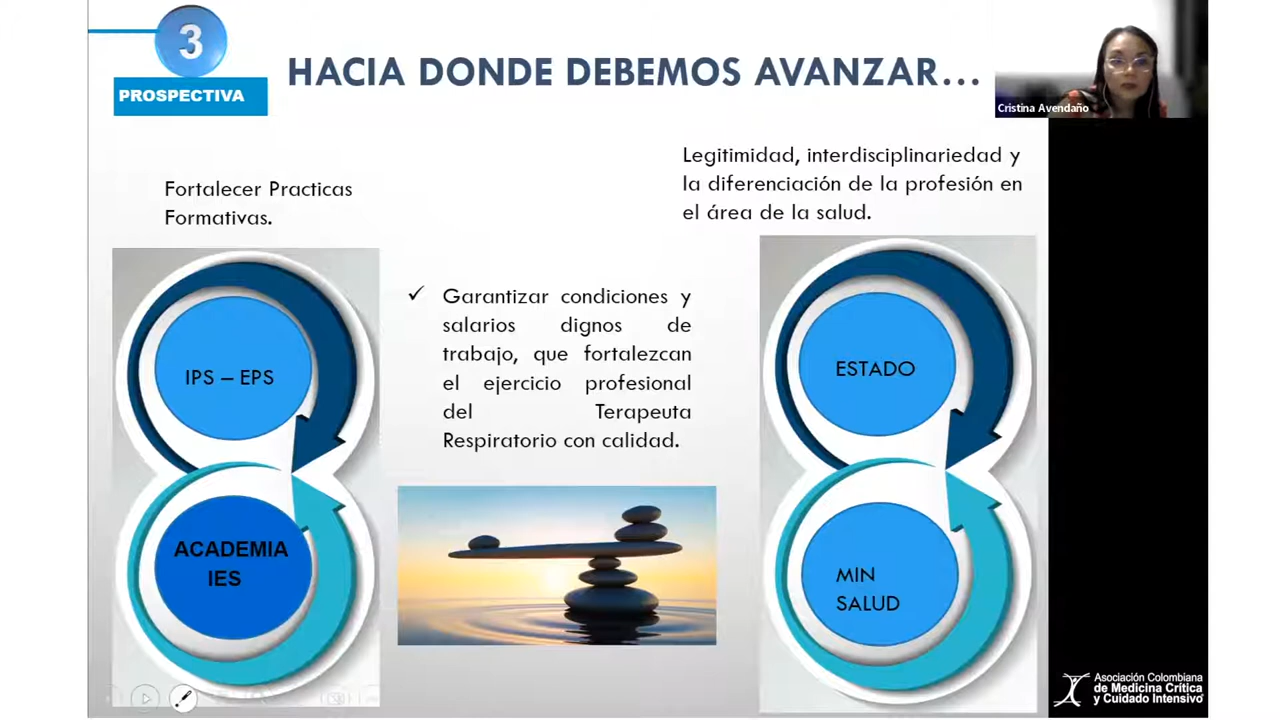 3
PROSPECTIVA
HACIA DONDE DEBEMOS AVANZAR...
Cristina Avendaño
Fortalecer Practicas
Formativas.
Legitimidad, interdisciplinariedad y
la diferenciación de la profesión en
el área de la salud.
IPS – EPS
ACADEMIA
IES
✓ Garantizar condiciones y
salarios dignos de
trabajo, que fortalezcan
el ejercicio profesional
del Terapeuta
Respiratorio con calidad.
ESTADO
MIN
SALUD
Asociación Colombiana
de Medicina Crítica
y Cuidado Intensivo